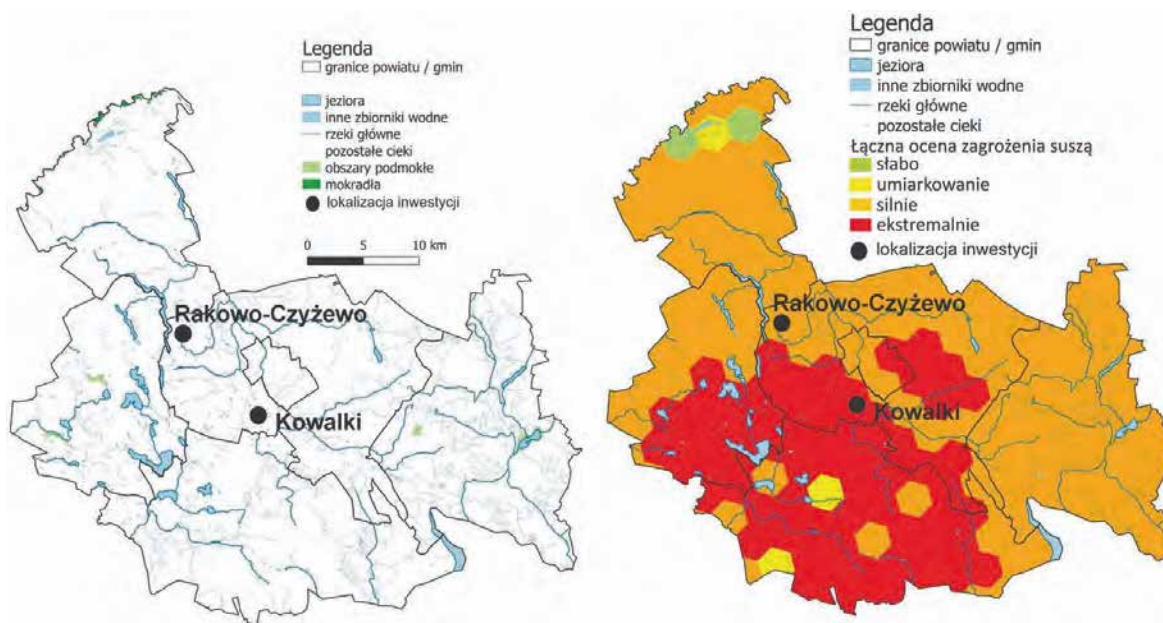 Legenda
granice powiatu / gmin
jeziora
inne zbiorniki wodne
rzeki główne
pozostałe cieki
obszary podmokłe
mokradła
lokalizacja inwestycji
0 5 10 km
Rakowo-Czyżewo
Kowalki
Legenda
granice powiatu / gmin
jeziora
inne zbiorniki wodne
rzeki główne
pozostałe cieki
Łączna ocena zagrożenia suszą
słabo
umiarkowanie
silnie
ekstremalnie
lokalizacja inwestycji
Rakowo-Czyżewo
Kowalki